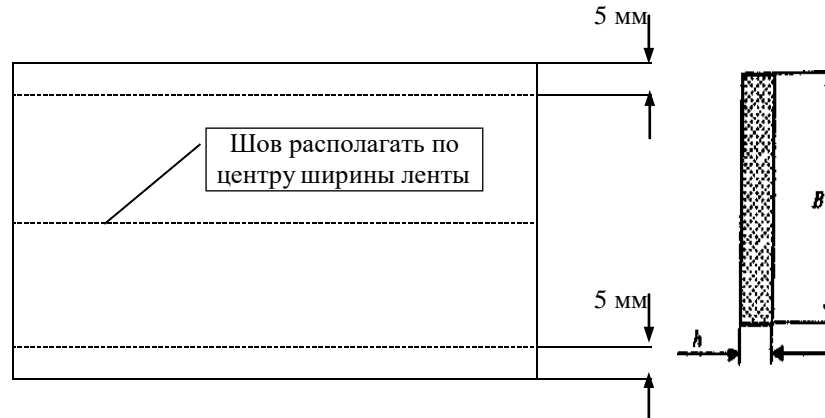 5 мм
Шов располагать по
центру ширины ленты
B
5 мм
h